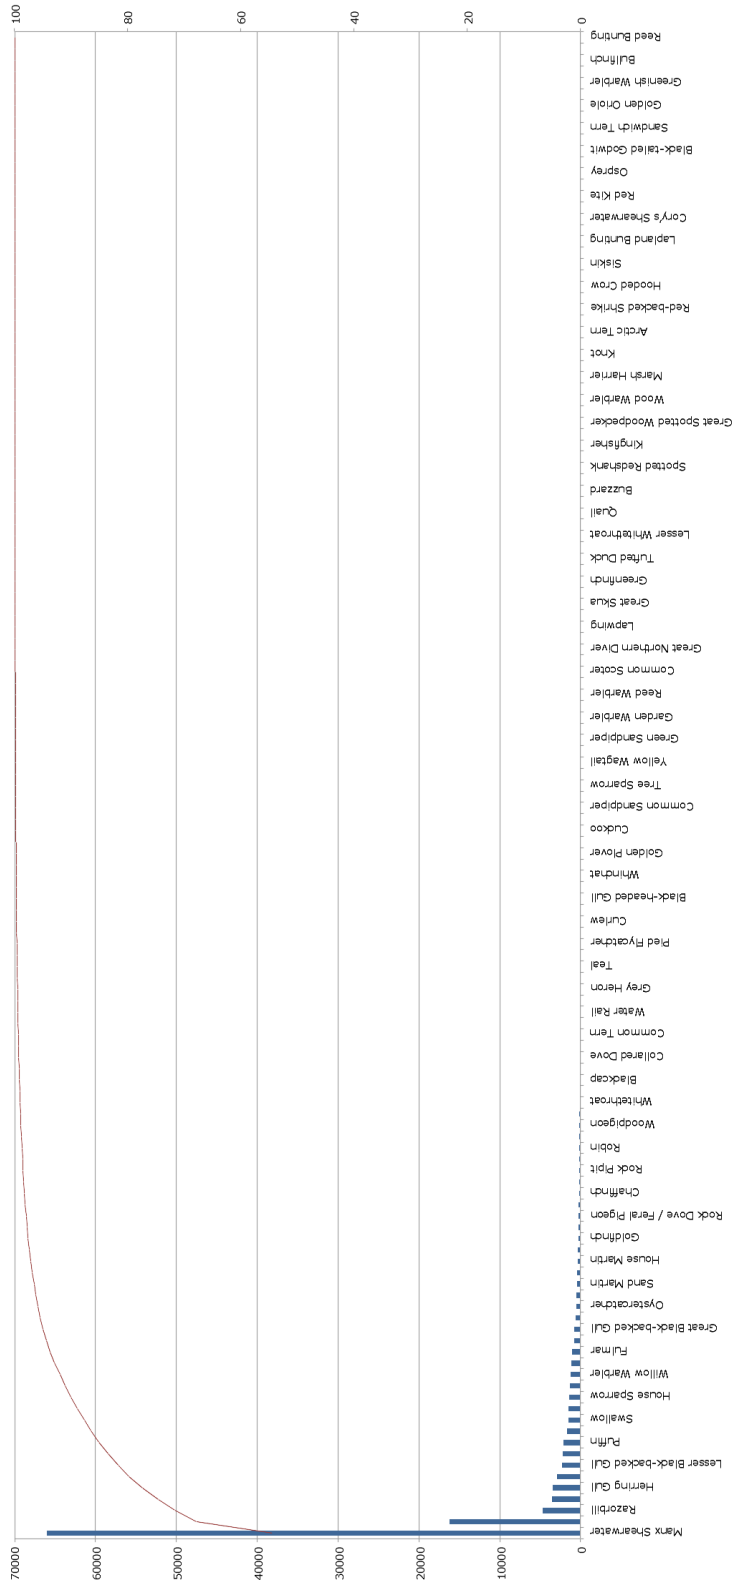 100
80
60
40
20
0
Reed Bunting
Bullfinch
Greenish Warbler
Golden Oriole
Sandwich Tern
Black-tailed Godwit
Osprey
Red Kite
Cory's Shearwater
Lapland Bunting
Siskin
Hooded Crow
Red-backed Shrike
Arctic Tern
Knot
Marsh Harrier
Wood Warbler
Great Spotted Woodpecker
Kingfisher
Spotted Redshank
Buzzard
Quail
Lesser Whitethroat
Tufted Duck
Greenfinch
Great Skua
Lapwing
Great Northern Diver
Common Scoter
Reed Warbler
Garden Warbler
Green Sandpiper
Yellow Wagtail
Tree Sparrow
Common Sandpiper
Cuckoo
Golden Plover
Whinchat
Black-headed Gull
Curlew
Pied Flycatcher
Teal
Grey Heron
Water Rail
Common Tern
Collared Dove
Blackcap
Whitethroat
Woodpigeon
Robin
Rock Pipit
Chaffinch
Rock Dove / Feral Pigeon
Goldfinch
House Martin
Sand Martin
Oystercatcher
Great Black-backed Gull
Fulmar
Willow Warbler
House Sparrow
Swallow
Puffin
Lesser Black-backed Gull
Herring Gull
Razorbill
Manx Shearwater
70000
60000
50000
40000
30000
20000
10000
0